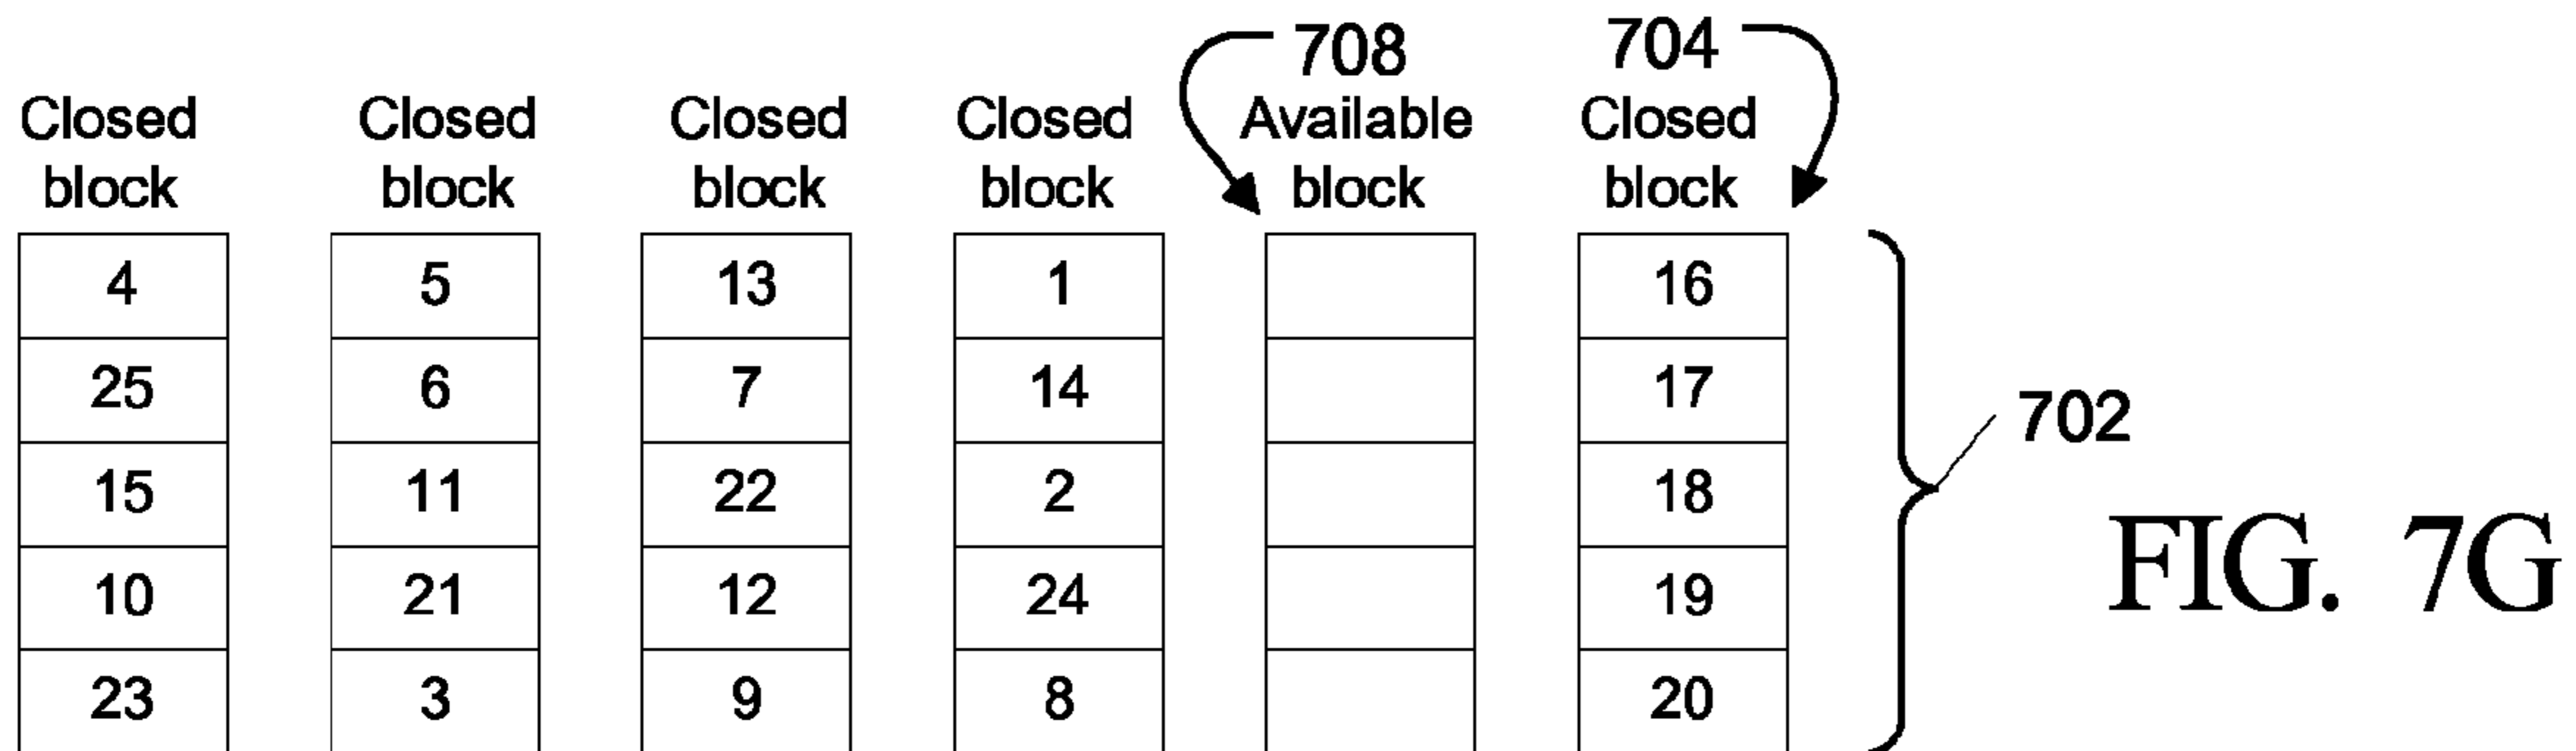 708 704
Closed Closed Closed Closed Available Closed
block block block block block block
4 5 13 1 16
25 6 7 14 17
702
15 11 22 2 18
10 21 12 24 19
FIG. 7G
23 3 9 8 20